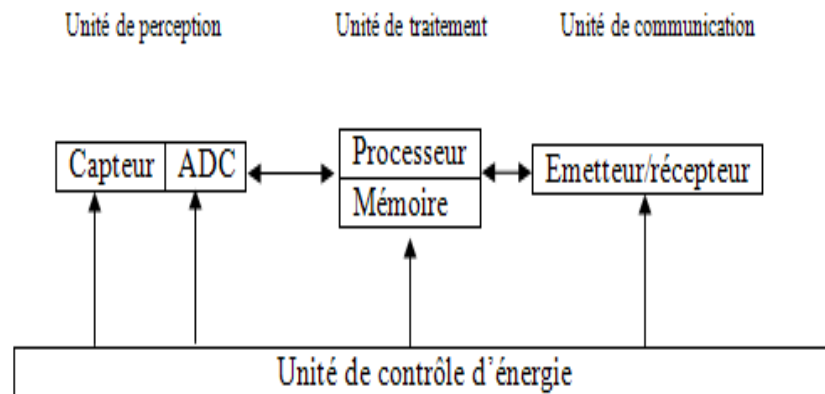 Unité de perception
Unité de traitement
Unité de communication
Capteur
ADC
Processeur
Mémoire
Emetteur/récepteur
Unité de contrôle d'énergie